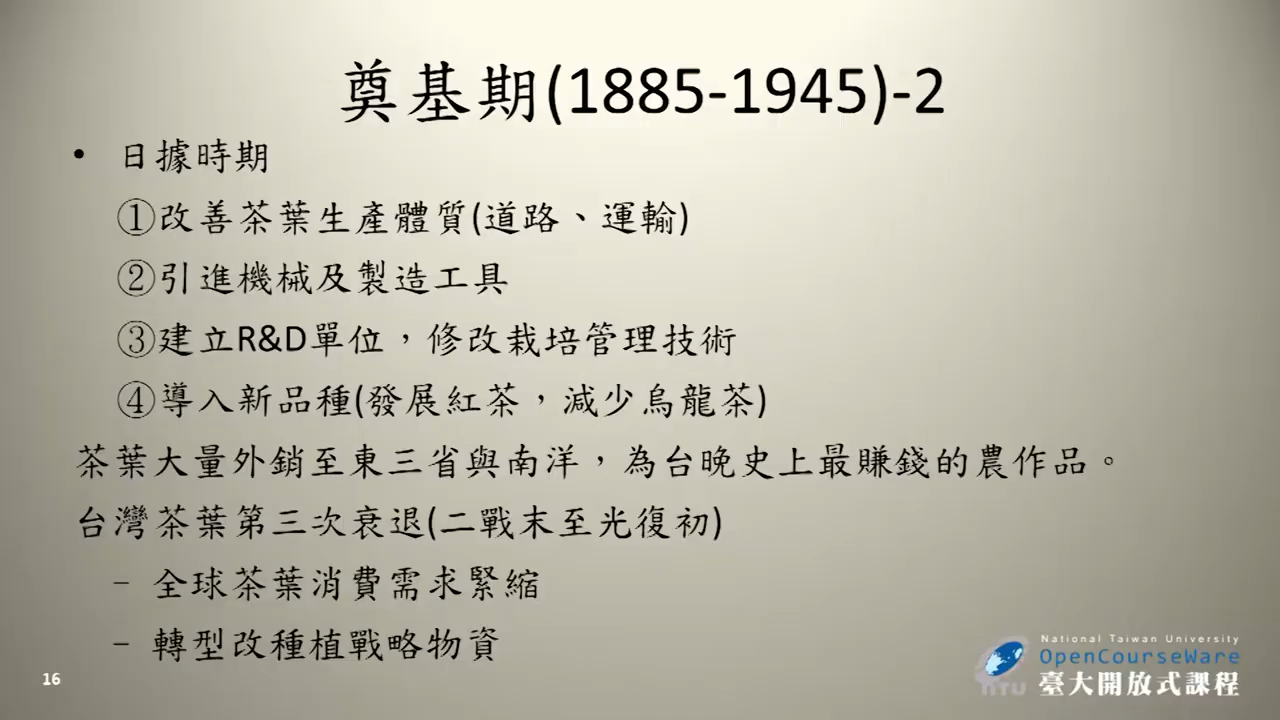 奠基期(1885-1945)-2
• 日據時期
①改善茶葉生產體質(道路、運輸)
②引進機械及製造工具
③建立R&D單位，修改栽培管理技術
④導入新品種(發展紅茶，減少烏龍茶)
茶葉大量外銷至東三省與南洋，為台晚史上最賺錢的農作品。
台灣茶葉第三次衰退(二戰末至光復初)
– 全球茶葉消費需求緊縮
– 轉型改種植戰略物資
16
National Taiwan University
OpenCourseWare
NTU 臺大開放式課程